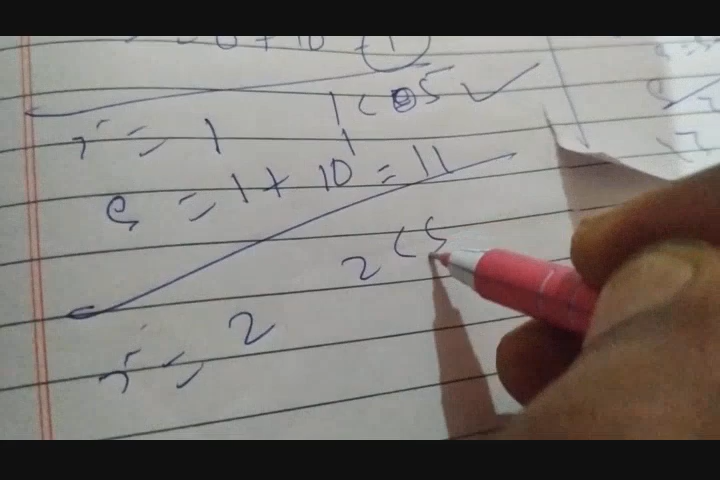 1 < 5 ✓
i = 1
s = 1 + 10 = 11
2 < 5
i = 2